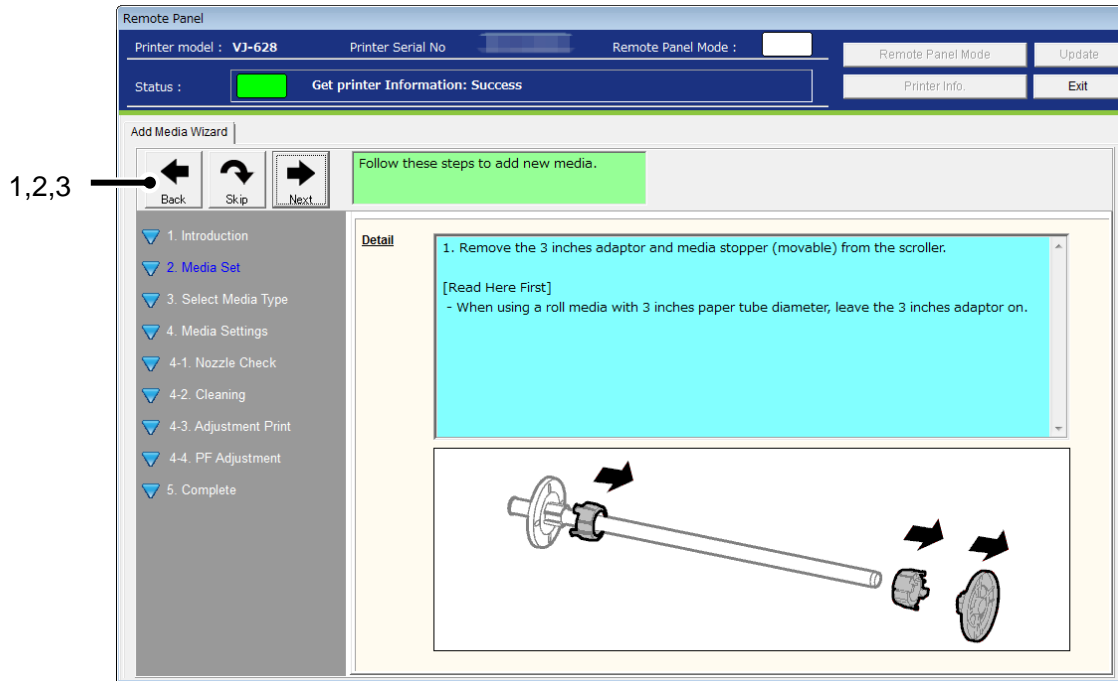 Remote Panel
Printer model : VJ-628 Printer Serial No Remote Panel Mode :
Remote Panel Mode Update
Status : Get printer Information: Success
Printer Info. Exit
Add Media Wizard
Back Skip Next
Follow these steps to add new media.
1,2,3
1. Introduction
2. Media Set
3. Select Media Type
4. Media Settings
4-1. Nozzle Check
4-2. Cleaning
4-3. Adjustment Print
4-4. PF Adjustment
5. Complete
Detail
1. Remove the 3 inches adaptor and media stopper (movable) from the scroller.
[Read Here First]
- When using a roll media with 3 inches paper tube diameter, leave the 3 inches adaptor on.